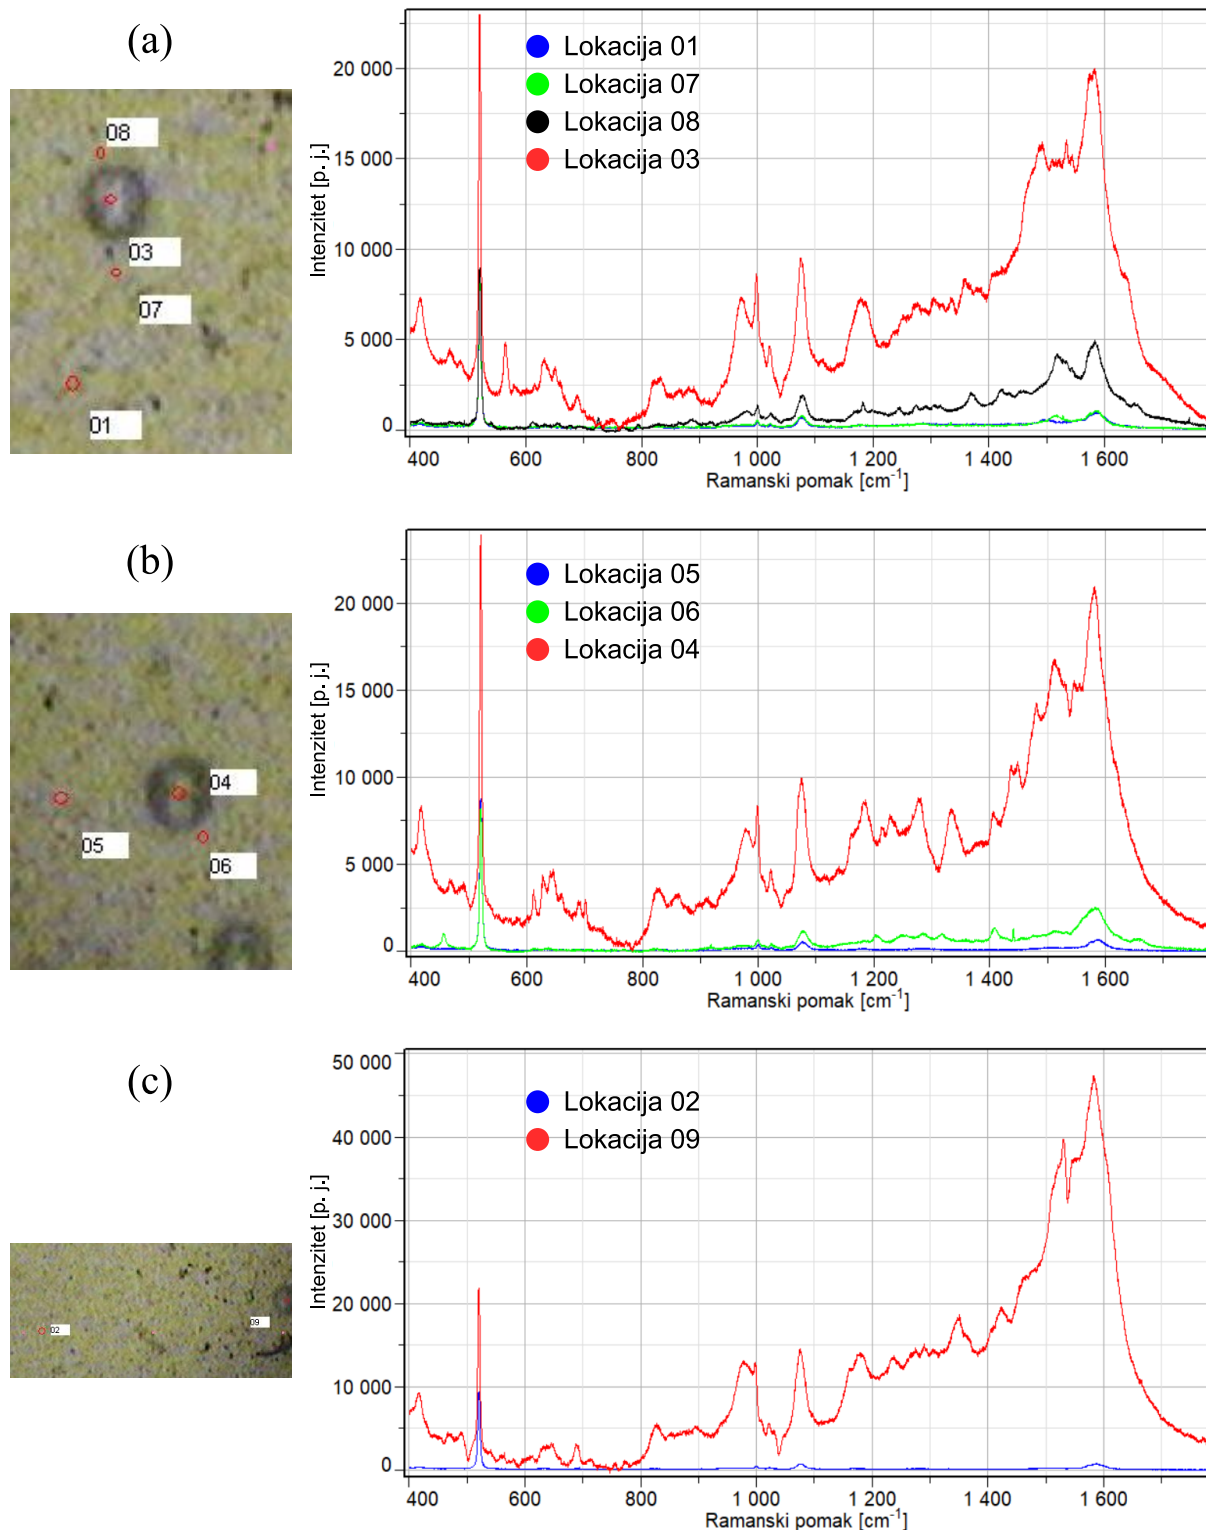 (a)
08
03
07
01
Lokacija 01
Lokacija 07
Lokacija 08
Lokacija 03
Intenzitet [p. j.]
20 000
15 000
10 000
5 000
0
400 600 800 1 000 1 200 1 400 1 600
Ramanski pomak [cm⁻¹]
(b)
04
05
06
Lokacija 05
Lokacija 06
Lokacija 04
Intenzitet [p. j.]
20 000
15 000
10 000
5 000
0
400 600 800 1 000 1 200 1 400 1 600
Ramanski pomak [cm⁻¹]
(c)
02
09
Lokacija 02
Lokacija 09
Intenzitet [p. j.]
50 000
40 000
30 000
20 000
10 000
0
400 600 800 1 000 1 200 1 400 1 600
Ramanski pomak [cm⁻¹]